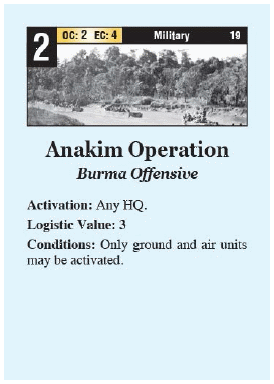 2 OC: 2 EC: 4 Military 19
Anakim Operation
Burma Offensive
Activation: Any HQ.
Logistic Value: 3
Conditions: Only ground and air units
may be activated.